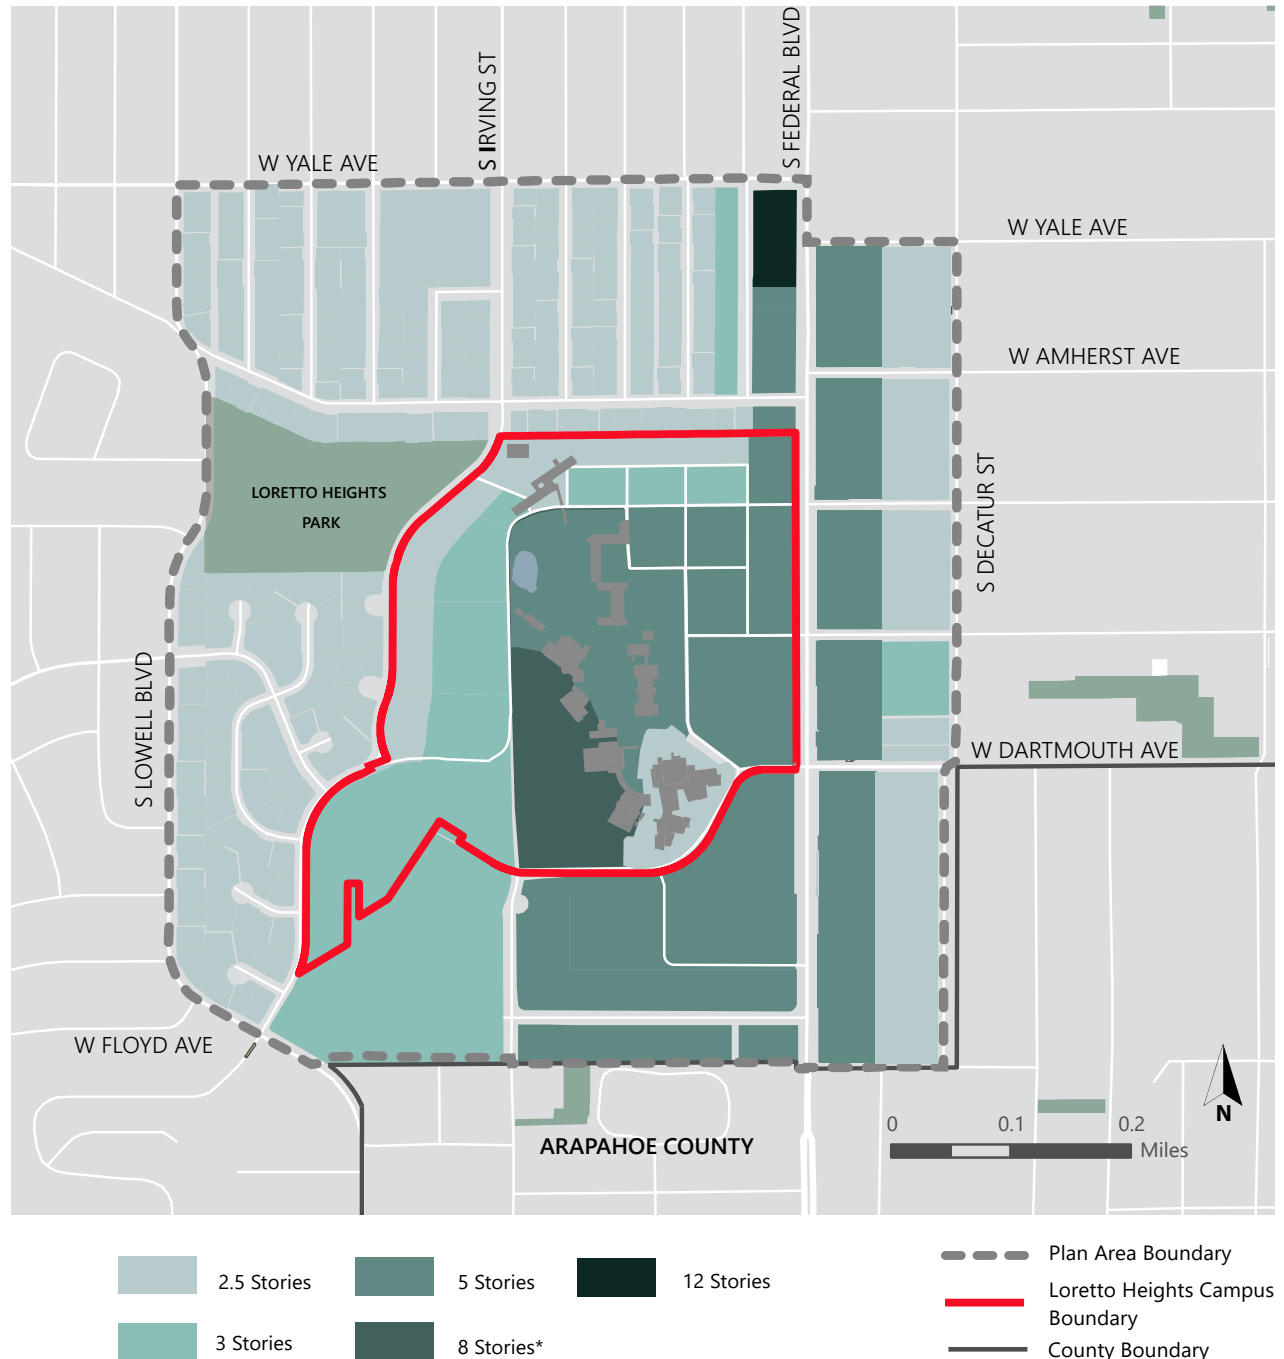 S IRVING ST
S FEDERAL BLVD
W YALE AVE
W YALE AVE
W AMHERST AVE
LORETTO HEIGHTS
PARK
S DECATUR ST
S LOWELL BLVD
W DARTMOUTH AVE
W FLOYD AVE
ARAPAHOE COUNTY
0 0.1 0.2
Miles
N
2.5 Stories
5 Stories
12 Stories
3 Stories
8 Stories*
Plan Area Boundary
Loretto Heights Campus
Boundary
County Boundary